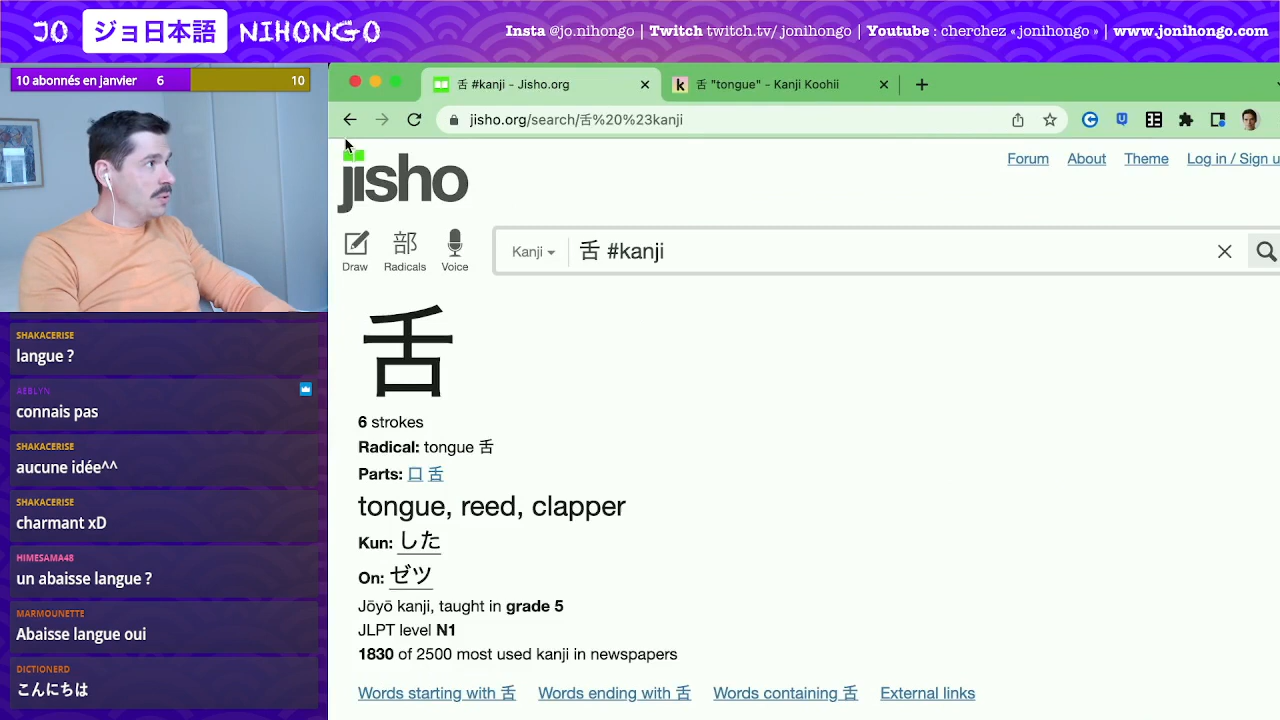 JO ジョ日本語 NIHONGO
Insta @jo.nihongo | Twitch twitch.tv/ jonihongo | Youtube : cherchez « jonihongo » | www.jonihongo.com
10 abonnés en janvier 6 10
舌 #kanji – Jisho.org
k 舌 "tongue" – Kanji Koohii
jisho.org/search/舌%20%23kanji
jisho
Forum About Theme Log in / Sign u
Draw
部
Radicals
Voice
Kanji
舌 #kanji
舌
6 strokes
Radical: tongue 舌
Parts: 口 舌
tongue, reed, clapper
Kun: した
On: ゼツ
Jōyō kanji, taught in grade 5
JLPT level N1
1830 of 2500 most used kanji in newspapers
Words starting with 舌 Words ending with 舌 Words containing 舌 External links
SHAKACERISE
langue ?
AEBLYN
connais pas
SHAKACERISE
aucune idée^^
SHAKACERISE
charmant xD
HIMESAMA48
un abaisse langue ?
MARMOUNETTE
Abaisse langue oui
DICTIONERD
こんにちは